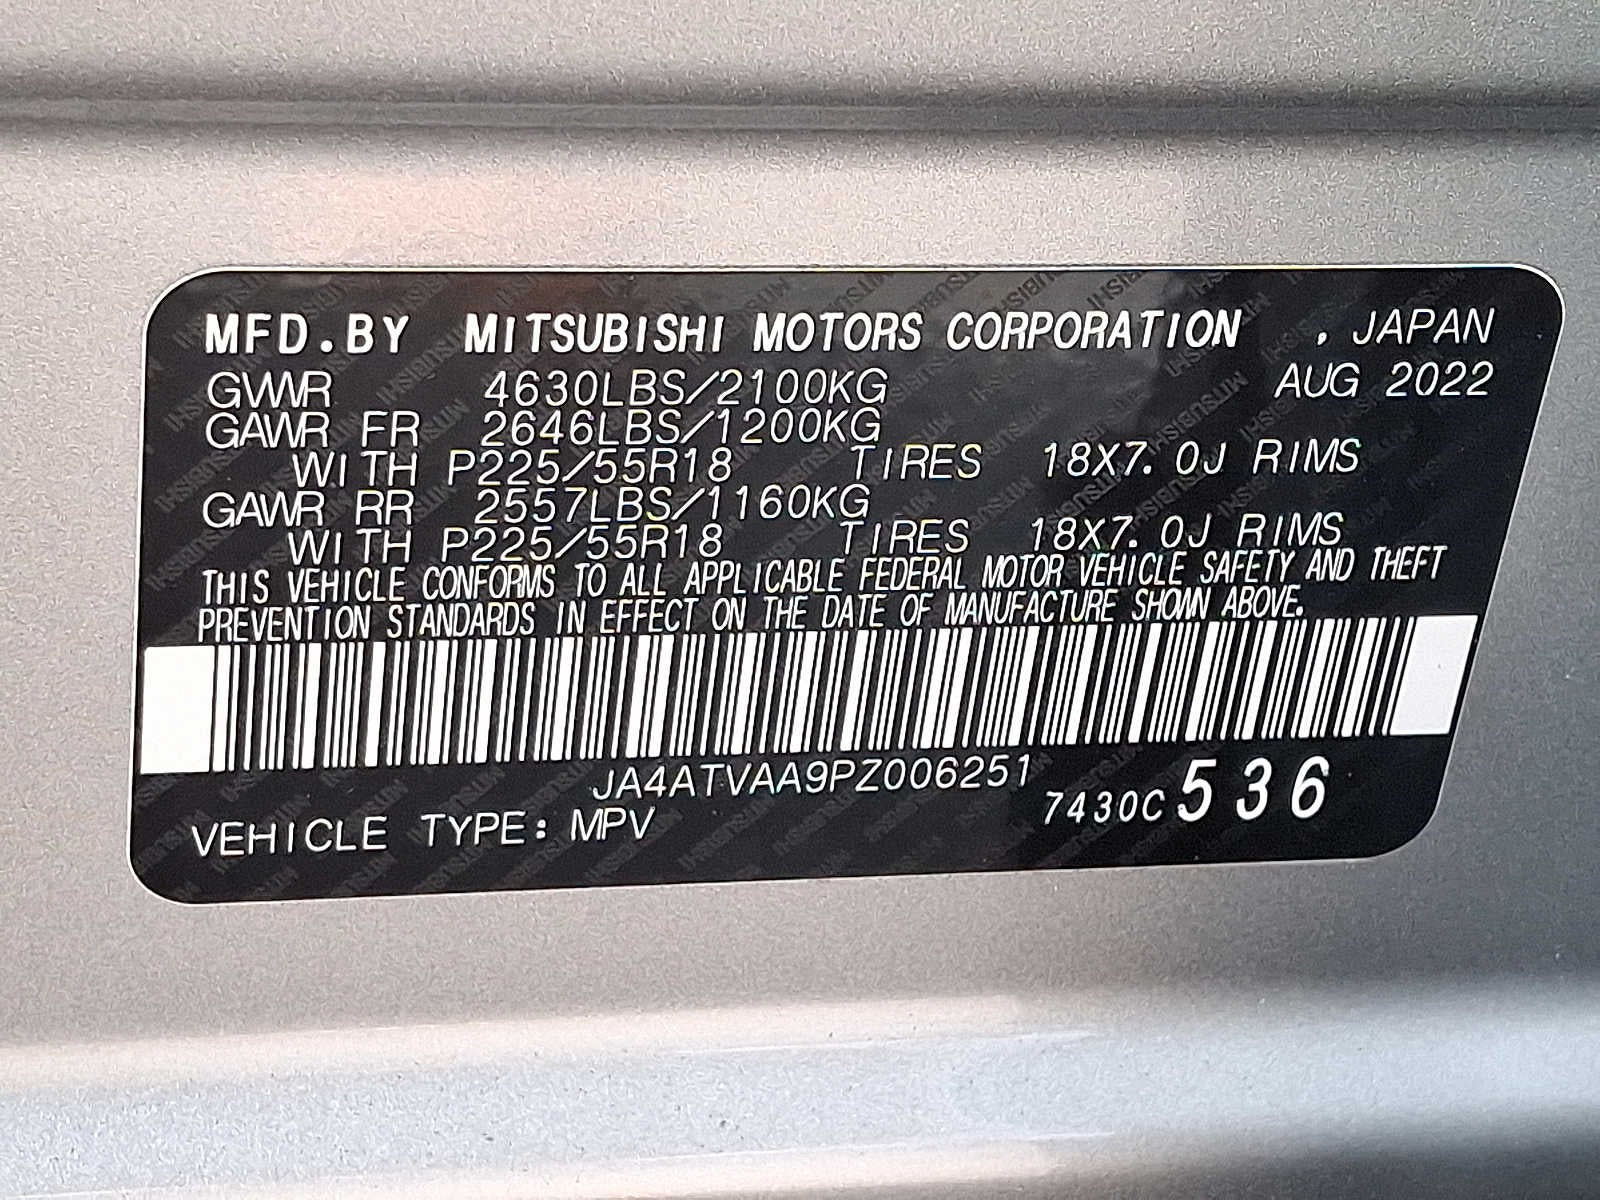 MFD.BY MITSUBISHI MOTORS CORPORATION , JAPAN
GVWR 4630LBS/2100KG AUG 2022
GAWR FR 2646LBS/1200KG
WITH P225/55R18 TIRES 18X7.0J RIMS
GAWR RR 2557LBS/1160KG
WITH P225/55R18 TIRES 18X7.0J RIMS
THIS VEHICLE CONFORMS TO ALL APPLICABLE FEDERAL MOTOR VEHICLE SAFETY AND THEFT
PREVENTION STANDARDS IN EFFECT ON THE DATE OF MANUFACTURE SHOWN ABOVE.
JA4ATVAA9PZ006251
VEHICLE TYPE: MPV 7430C 536